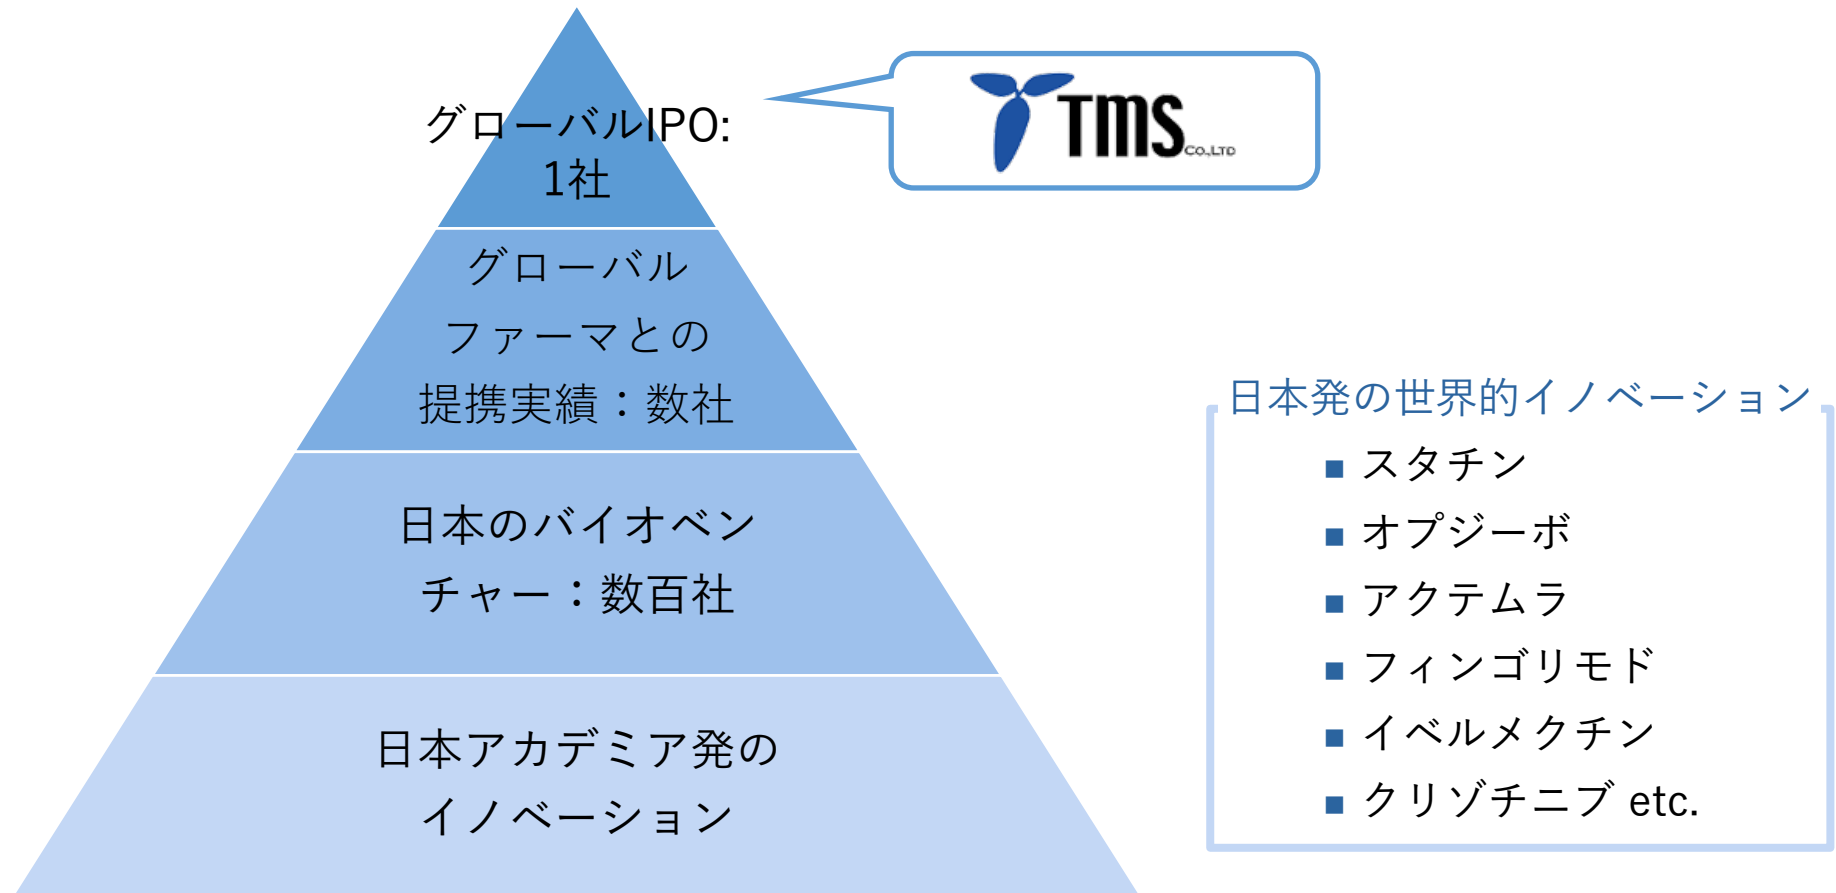 グローバルIPO:
1社
TMS CO.,LTD
グローバル
ファーマとの
提携実績：数社
日本のバイオベン
チャー：数百社
日本アカデミア発の
イノベーション
日本発の世界的イノベーション
■ スタチン
■ オプジーボ
■ アクテムラ
■ フィンゴリモド
■ イベルメクチン
■ クリゾチニブ etc.